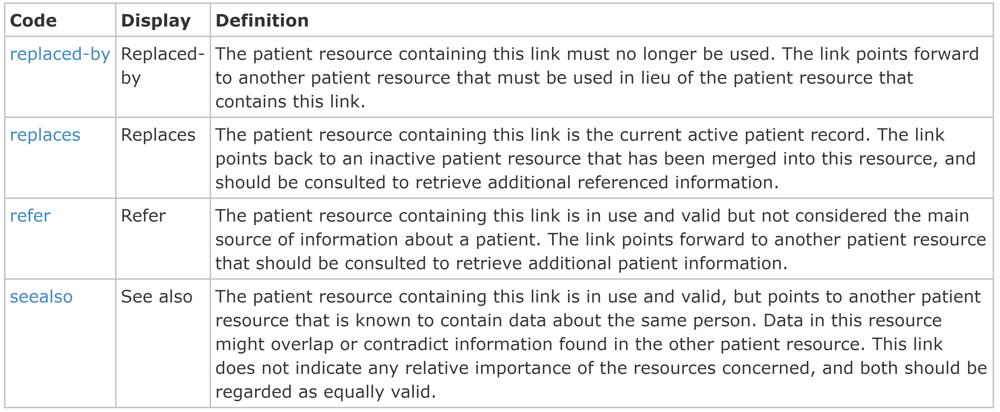 Code Display Definition
replaced-by Replaced- The patient resource containing this link must no longer be used. The link points forward
by to another patient resource that must be used in lieu of the patient resource that
contains this link.
replaces Replaces The patient resource containing this link is the current active patient record. The link
points back to an inactive patient resource that has been merged into this resource, and
should be consulted to retrieve additional referenced information.
refer Refer The patient resource containing this link is in use and valid but not considered the main
source of information about a patient. The link points forward to another patient resource
that should be consulted to retrieve additional patient information.
seealso See also The patient resource containing this link is in use and valid, but points to another patient
resource that is known to contain data about the same person. Data in this resource
might overlap or contradict information found in the other patient resource. This link
does not indicate any relative importance of the resources concerned, and both should be
regarded as equally valid.